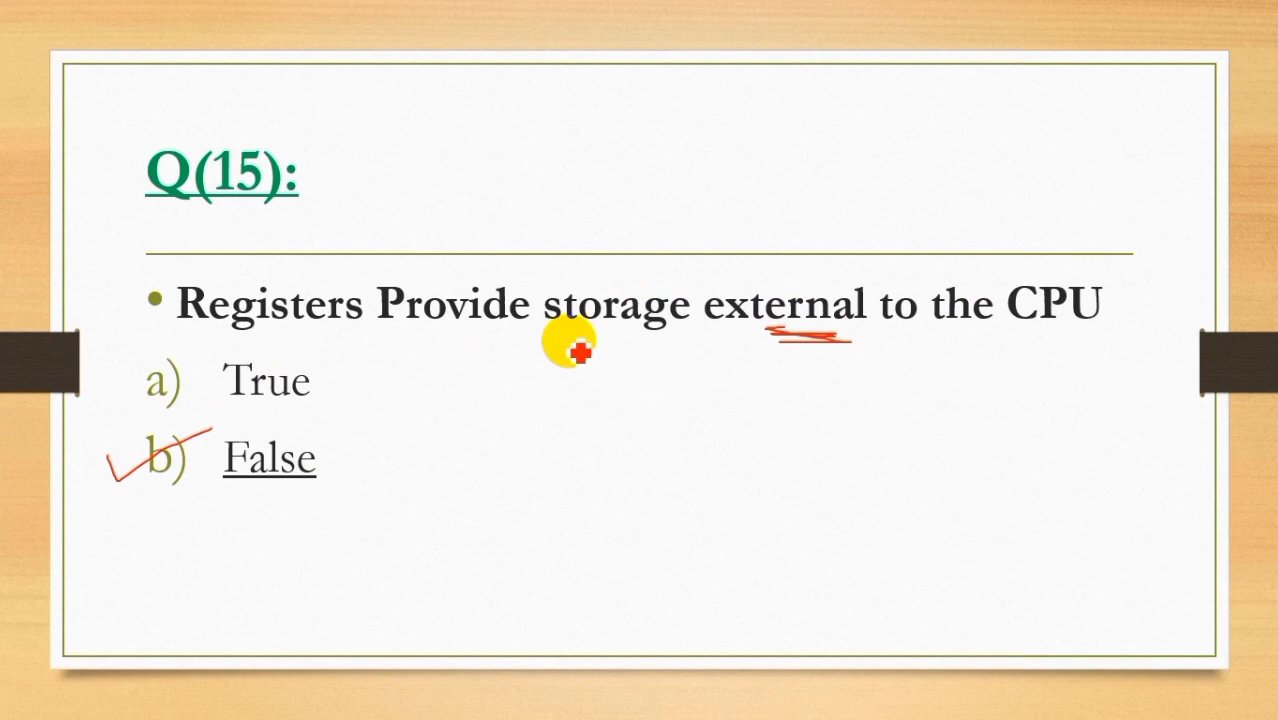 Q(15):
• Registers Provide storage external to the CPU
a) True
b) False